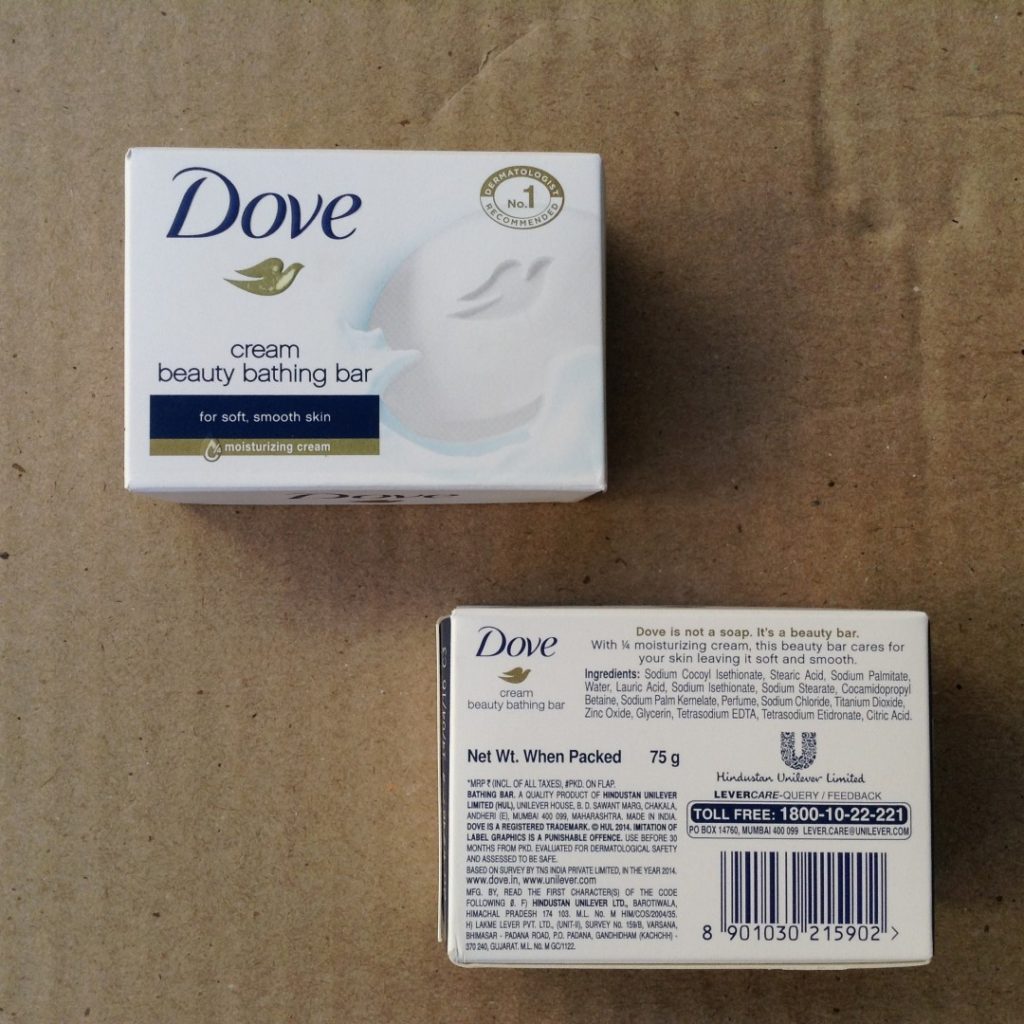 Dove
DERMATOLOGIST
No.1
RECOMMENDED
cream
beauty bathing bar
for soft, smooth skin
¼ moisturizing cream
Dove
Dove
cream
beauty bathing bar
Dove is not a soap. It's a beauty bar.
With ¼ moisturizing cream, this beauty bar cares for
your skin leaving it soft and smooth.
Ingredients: Sodium Cocoyl Isethionate, Stearic Acid, Sodium Palmitate,
Water, Lauric Acid, Sodium Isethionate, Sodium Stearate, Cocamidopropyl
Betaine, Sodium Palm Kernelate, Perfume, Sodium Chloride, Titanium Dioxide,
Zinc Oxide, Glycerin, Tetrasodium EDTA, Tetrasodium Etidronate, Citric Acid.
Net Wt. When Packed 75 g
*MRP ₹ (INCL. OF ALL TAXES), #PKD. ON FLAP.
BATHING BAR. A QUALITY PRODUCT OF HINDUSTAN UNILEVER
LIMITED (HUL), UNILEVER HOUSE, B. D. SAWANT MARG, CHAKALA,
ANDHERI (E), MUMBAI 400 099, MAHARASHTRA. MADE IN INDIA.
DOVE IS A REGISTERED TRADEMARK. © HUL 2014. IMITATION OF
LABEL GRAPHICS IS A PUNISHABLE OFFENCE. USE BEFORE 30
MONTHS FROM PKD. EVALUATED FOR DERMATOLOGICAL SAFETY
AND ASSESSED TO BE SAFE.
BASED ON SURVEY BY TNS INDIA PRIVATE LIMITED, IN THE YEAR 2014.
www.dove.in, www.unilever.com
MFG. BY, READ THE FIRST CHARACTER(S) OF THE CODE
FOLLOWING Ø. F) HINDUSTAN UNILEVER LTD., BAROTIWALA,
HIMACHAL PRADESH 174 103. M.L. No. M HIM/COS/2004/35.
H) LAKME LEVER PVT. LTD., (UNIT-II), SURVEY NO. 159/B, VARSANA,
BHIMASAR - PADANA ROAD, P.O. PADANA, GANDHIDHAM (KACHCHH) -
370 240, GUJARAT. M.L. No. M GC/1122.
Hindustan Unilever Limited
LEVERCARE-QUERY / FEEDBACK
TOLL FREE: 1800-10-22-221
PO BOX 14760, MUMBAI 400 099 LEVER.CARE@UNILEVER.COM
8 901030 215902 >